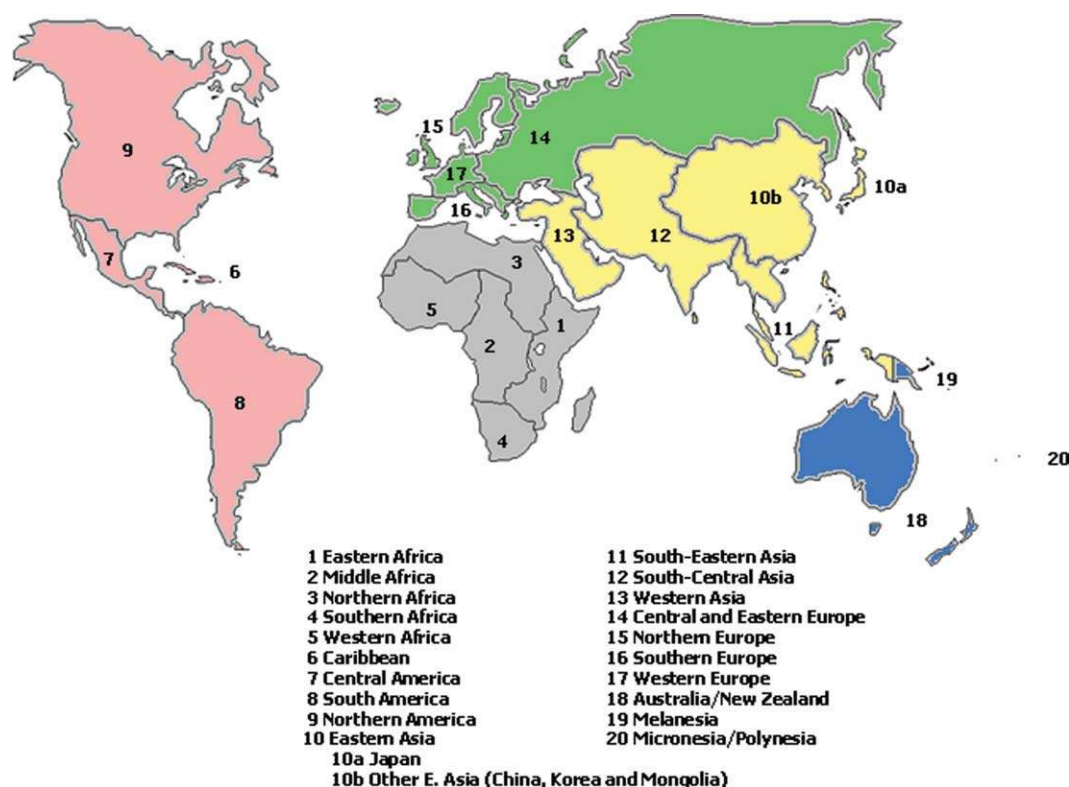 15
14
9
17
10a
10b
16
13
12
7
6
3
5
1
11
2
19
8
4
20
18
1 Eastern Africa
2 Middle Africa
3 Northern Africa
4 Southern Africa
5 Western Africa
6 Caribbean
7 Central America
8 South America
9 Northern America
10 Eastern Asia
10a Japan
10b Other E. Asia (China, Korea and Mongolia)
11 South-Eastern Asia
12 South-Central Asia
13 Western Asia
14 Central and Eastern Europe
15 Northern Europe
16 Southern Europe
17 Western Europe
18 Australia/New Zealand
19 Melanesia
20 Micronesia/Polynesia